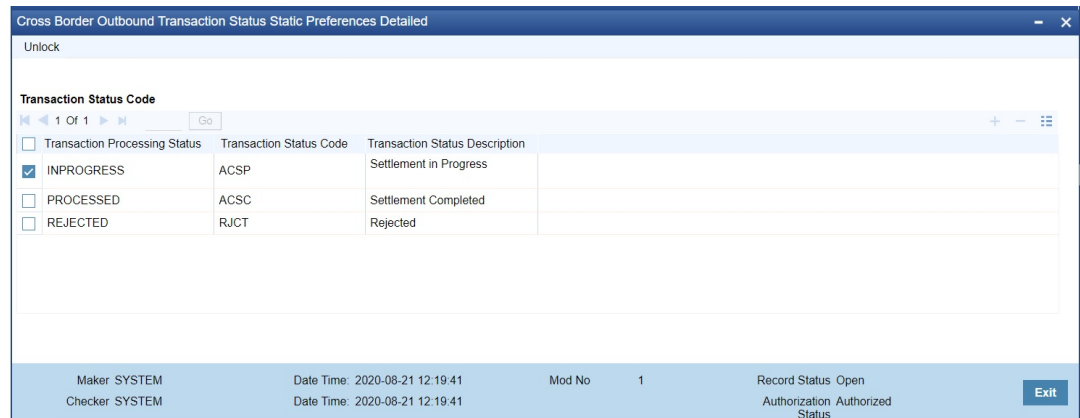 Cross Border Outbound Transaction Status Static Preferences Detailed
Unlock
Transaction Status Code
1 Of 1 Go
Transaction Processing Status Transaction Status Code Transaction Status Description
INPROGRESS ACSP Settlement in Progress
PROCESSED ACSC Settlement Completed
REJECTED RJCT Rejected
Maker SYSTEM Date Time: 2020-08-21 12:19:41 Mod No 1 Record Status Open
Checker SYSTEM Date Time: 2020-08-21 12:19:41 Authorization Authorized
Status
Exit